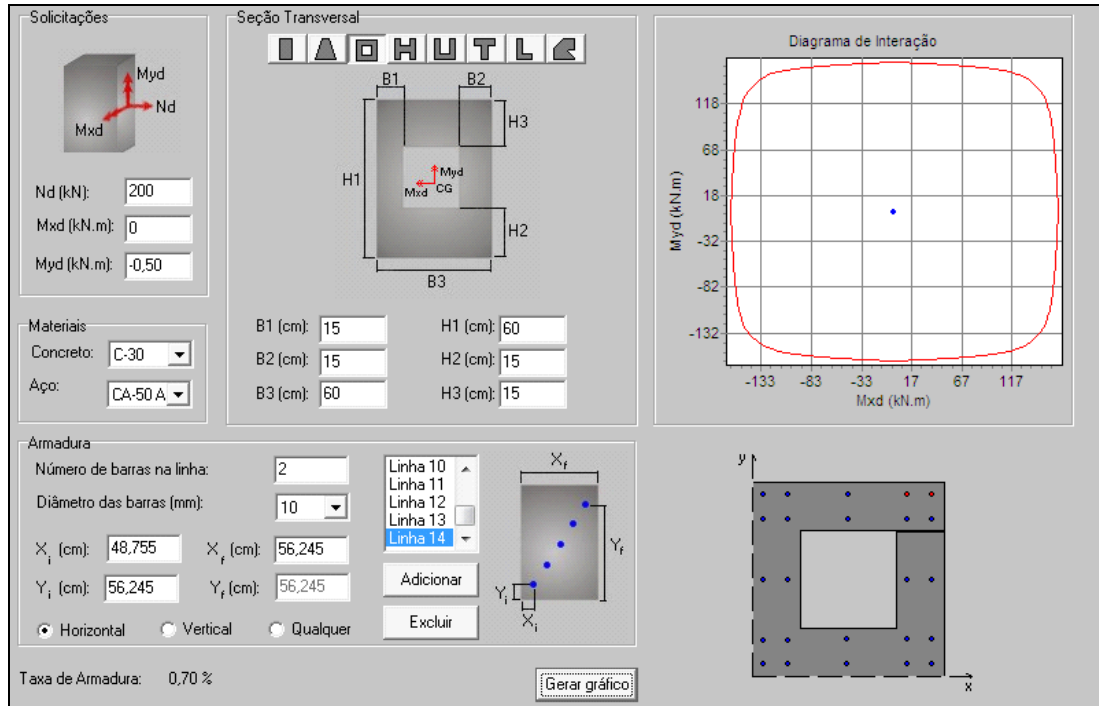 Solicitações
Myd
Nd
Mxd
Nd (kN): 200
Mxd (kN.m): 0
Myd (kN.m): -0,50
Materiais
Concreto: C-30
Aço: CA-50 A
Seção Transversal
B1 B2
H3
H1
Myd
Mxd CG
H2
B3
B1 (cm): 15 H1 (cm): 60
B2 (cm): 15 H2 (cm): 15
B3 (cm): 60 H3 (cm): 15
Diagrama de Interação
Myd (kN.m)
118
68
18
-32
-82
-132
-133 -83 -33 17 67 117
Mxd (kN.m)
Armadura
Número de barras na linha: 2
Diâmetro das barras (mm): 10
Xi (cm): 48,755 Xf (cm): 56,245
Yi (cm): 56,245 Yf (cm): 56,245
Horizontal Vertical Qualquer
Linha 10
Linha 11
Linha 12
Linha 13
Linha 14
Adicionar
Excluir
Xf
Yf
Yi
Xi
Taxa de Armadura: 0,70 %
Gerar gráfico
y
x